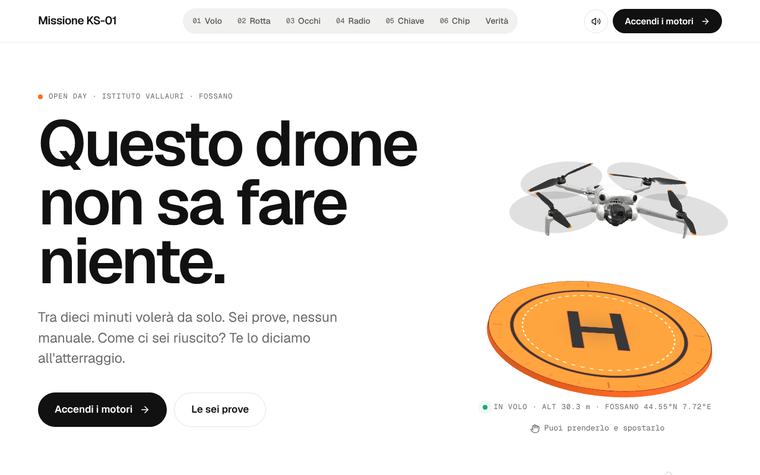 Missione KS-01
01 Volo
02 Rotta
03 Occhi
04 Radio
05 Chiave
06 Chip
Verità
Accendi i motori →
OPEN DAY · ISTITUTO VALLAURI · FOSSANO
Questo drone
non sa fare
niente.
Tra dieci minuti volerà da solo. Sei prove, nessun
manuale. Come ci sei riuscito? Te lo diciamo
all'atterraggio.
Accendi i motori →
Le sei prove
H
IN VOLO · ALT 30.3 m · FOSSANO 44.55°N 7.72°E
Puoi prenderlo e spostarlo